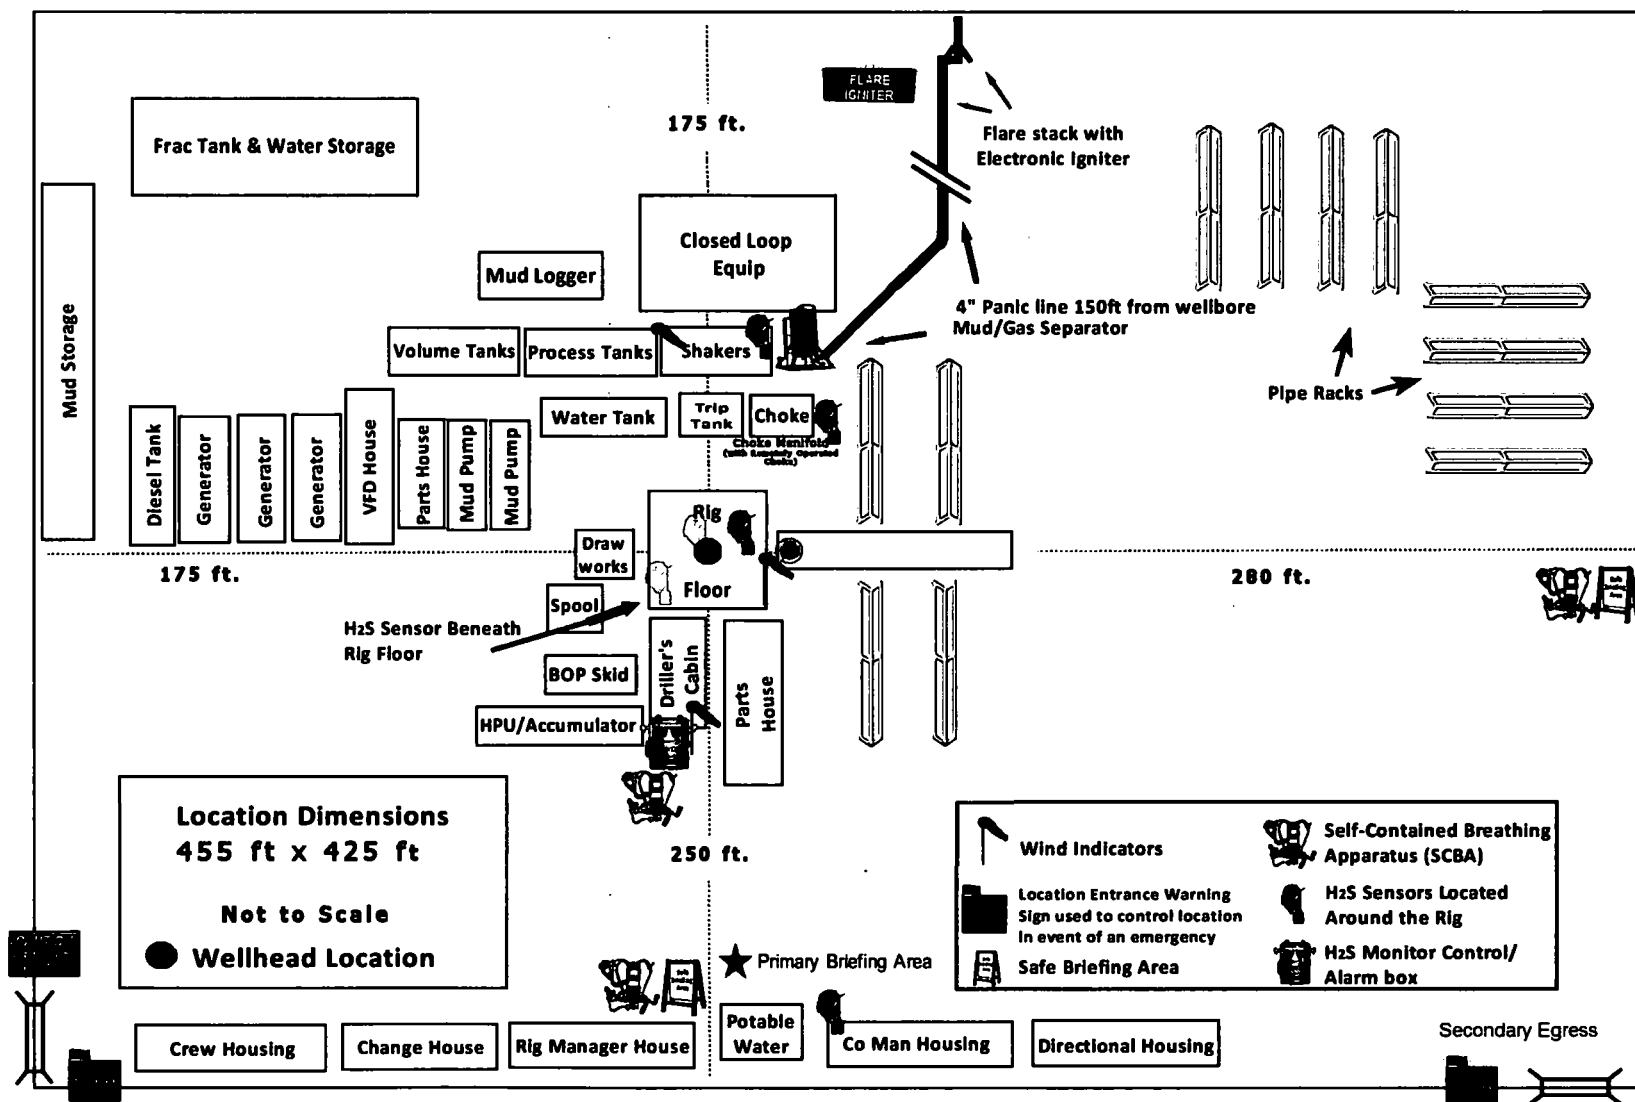 FLARE
IGNITER
175 ft.
Flare stack with
Electronic Igniter
Frac Tank & Water Storage
Mud Storage
Closed Loop
Equip
Mud Logger
4" Panic line 150ft from wellbore
Mud/Gas Separator
Volume Tanks
Process Tanks
Shakers
Pipe Racks
Water Tank
Trip
Tank
Choke
Choke Manifold
(with Remotely Operated
Choke)
Diesel Tank
Generator
Generator
Generator
VFD House
Parts House
Mud Pump
Mud Pump
Rig
Floor
Draw
works
175 ft.
280 ft.
Spool
H2S Sensor Beneath
Rig Floor
BOP Skid
Driller's
Cabin
Parts
House
HPU/Accumulator
Location Dimensions
455 ft x 425 ft
Not to Scale
Wellhead Location
250 ft.
Wind Indicators
Location Entrance Warning
Sign used to control location
in event of an emergency
Safe Briefing Area
Self-Contained Breathing
Apparatus (SCBA)
H2S Sensors Located
Around the Rig
H2S Monitor Control/
Alarm box
Primary Briefing Area
Crew Housing
Change House
Rig Manager House
Potable
Water
Co Man Housing
Directional Housing
Secondary Egress